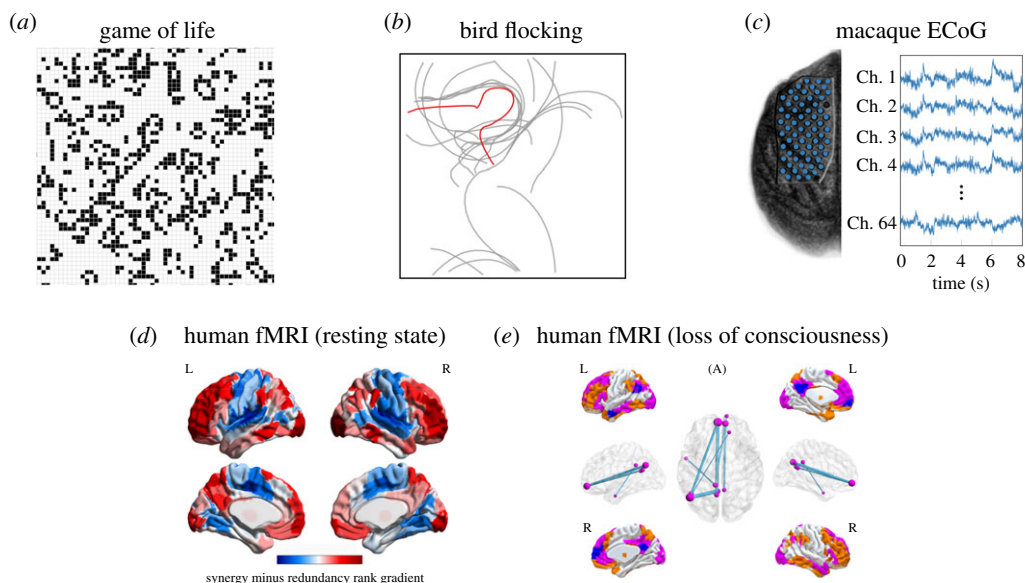 (a) game of life
(b) bird flocking
(c) macaque ECoG
Ch. 1
Ch. 2
Ch. 3
Ch. 4
Ch. 64
0 2 4 6 8
time (s)
(d) human fMRI (resting state)
L R
synergy minus redundancy rank gradient
(e) human fMRI (loss of consciousness)
L (A) L
R R